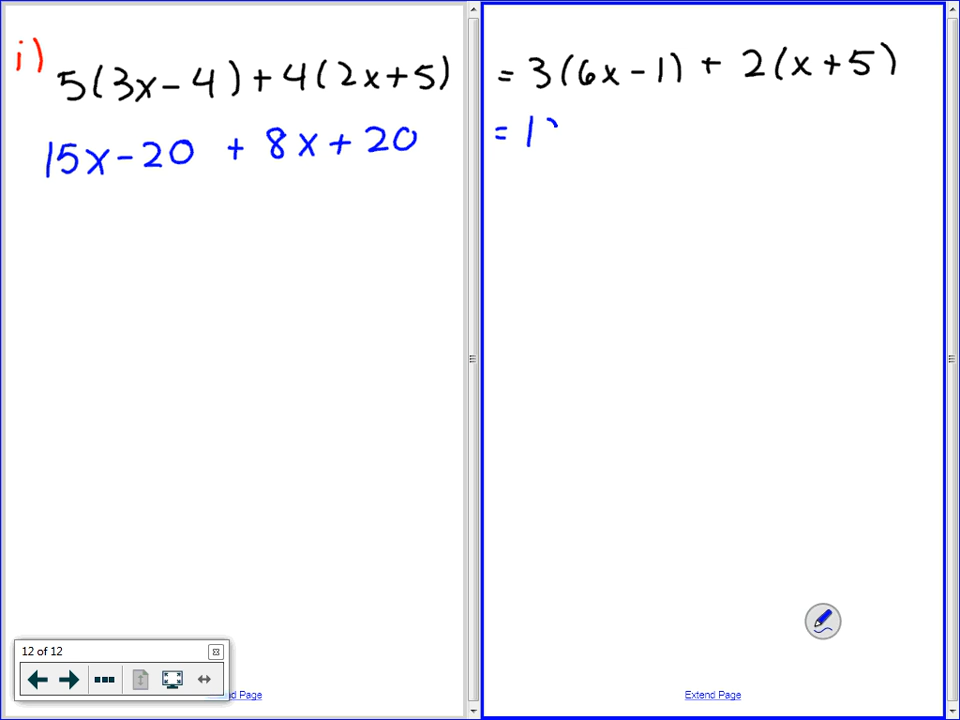 i) 5(3x-4)+4(2x+5) = 3(6x-1) + 2(x+5)
15x-20 + 8x+20 = 1
12 of 12
Extend Page